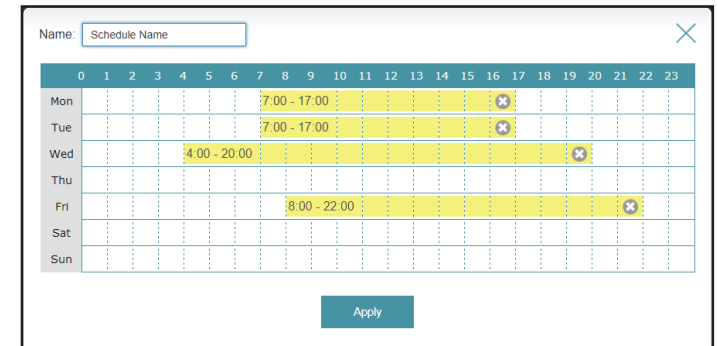 Name: Schedule Name
0 1 2 3 4 5 6 7 8 9 10 11 12 13 14 15 16 17 18 19 20 21 22 23
Mon 7:00 - 17:00
Tue 7:00 - 17:00
Wed 4:00 - 20:00
Thu
Fri 8:00 - 22:00
Sat
Sun
Apply